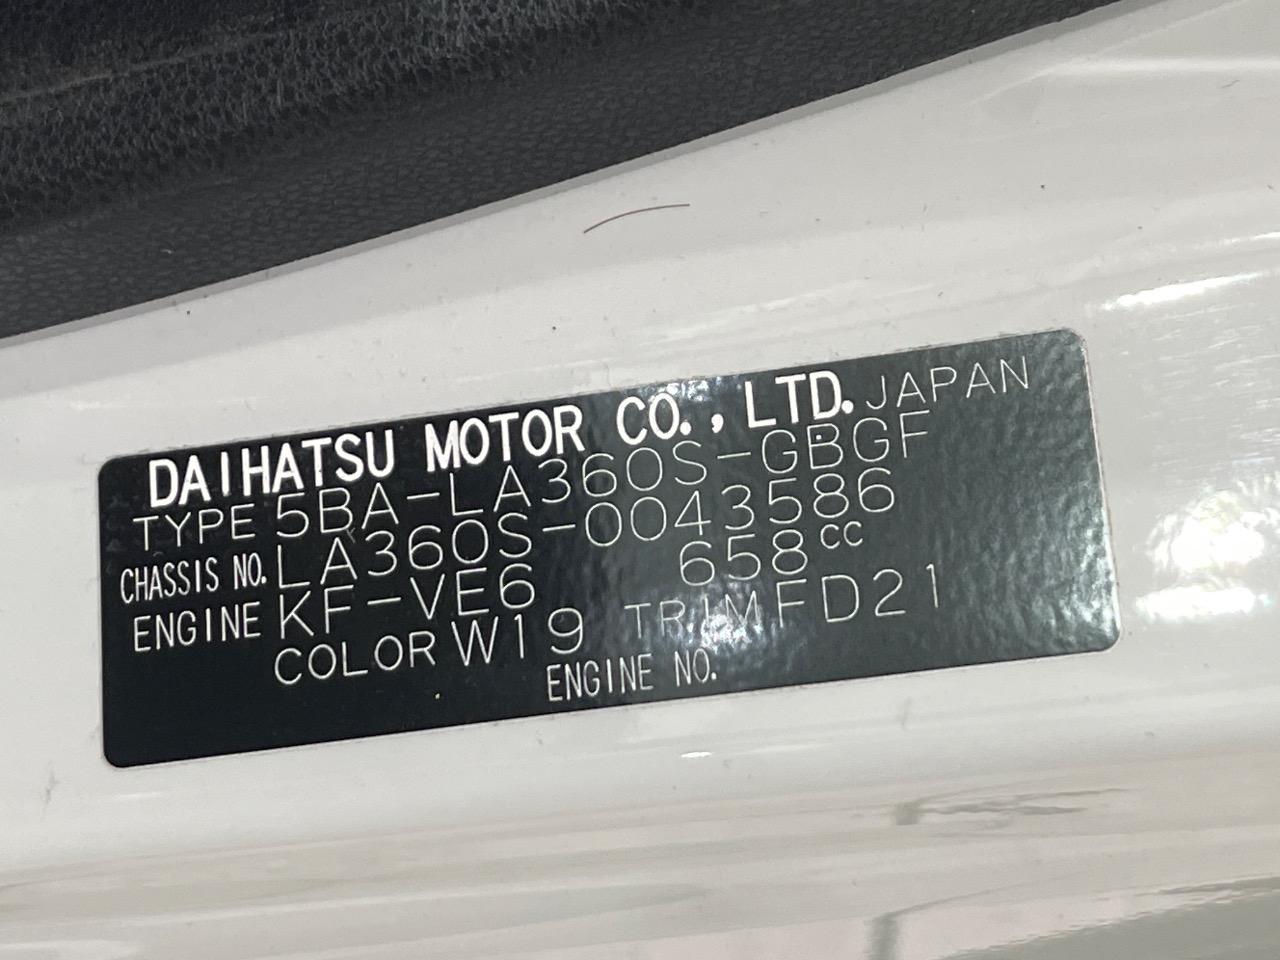 DAIHATSU MOTOR CO., LTD. JAPAN
TYPE 5BA-LA360S-GBGF
CHASSIS NO. LA360S-0043586
ENGINE KF-VE6 658cc
COLOR W19 TRIM FD21
ENGINE NO.